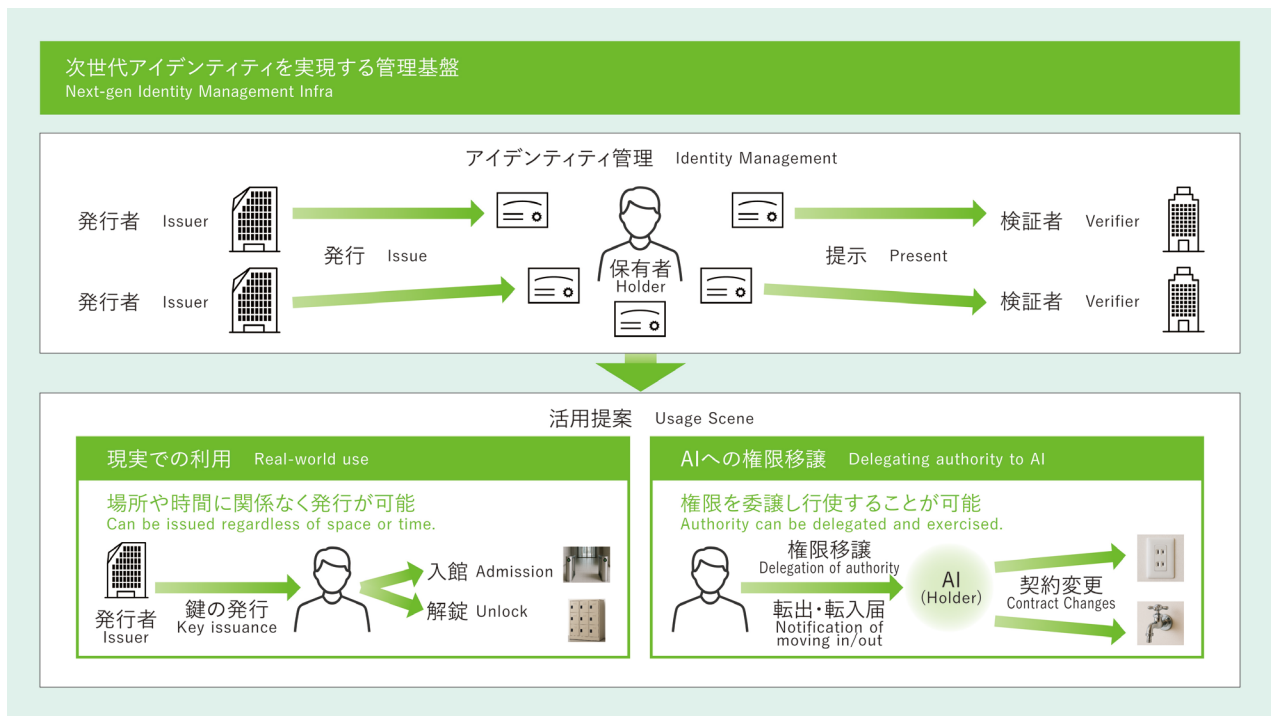 次世代アイデンティティを実現する管理基盤
Next-gen Identity Management Infra
アイデンティティ管理 Identity Management
発行者 Issuer
発行 Issue
発行者 Issuer
保有者
Holder
検証者 Verifier
提示 Present
検証者 Verifier
活用提案 Usage Scene
現実での利用 Real-world use
場所や時間に関係なく発行が可能
Can be issued regardless of space or time.
発行者
Issuer
鍵の発行
Key issuance
入館 Admission
解錠 Unlock
AIへの権限移譲 Delegating authority to AI
権限を委譲し行使することが可能
Authority can be delegated and exercised.
権限移譲
Delegation of authority
転出・転入届
Notification of
moving in/out
AI
(Holder)
契約変更
Contract Changes